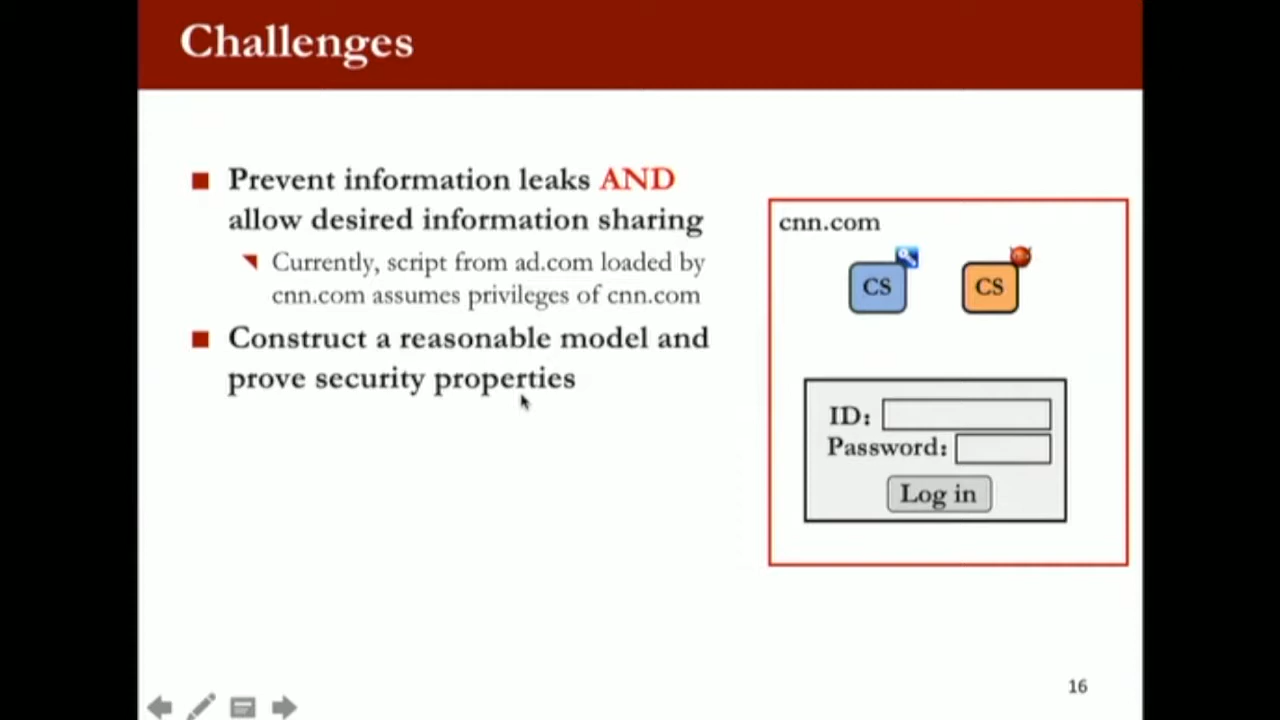 Challenges
Prevent information leaks AND
allow desired information sharing
Currently, script from ad.com loaded by
cnn.com assumes privileges of cnn.com
Construct a reasonable model and
prove security properties
cnn.com
CS
CS
ID:
Password:
Log in
16